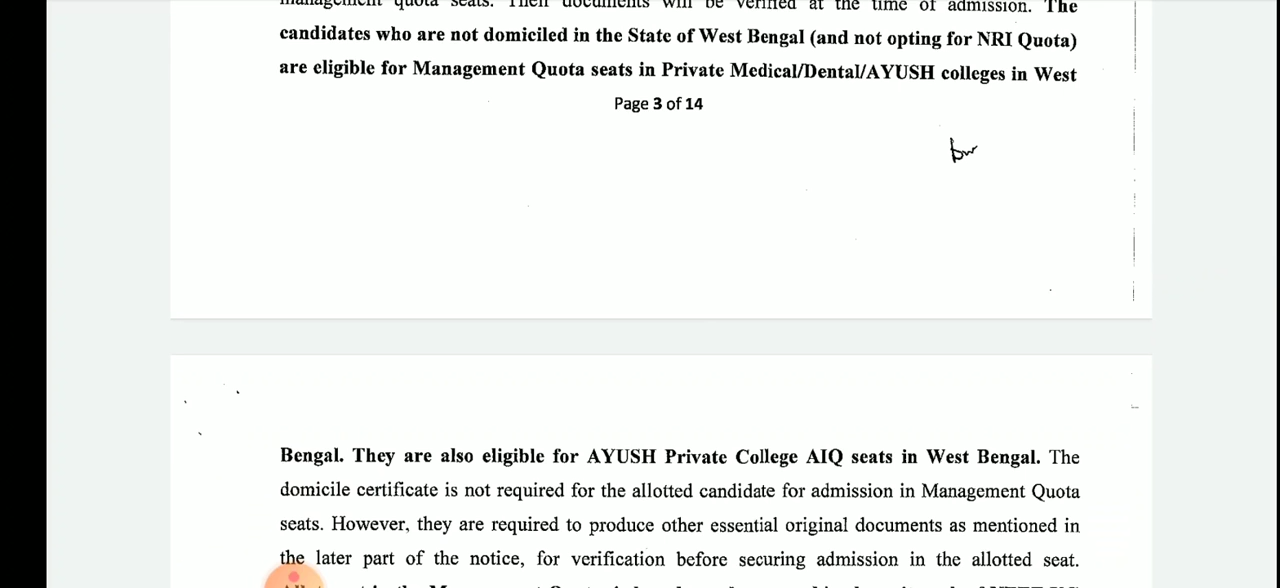 management quota seats. Their documents will be verified at the time of admission. The
candidates who are not domiciled in the State of West Bengal (and not opting for NRI Quota)
are eligible for Management Quota seats in Private Medical/Dental/AYUSH colleges in West
Page 3 of 14
Bengal. They are also eligible for AYUSH Private College AIQ seats in West Bengal. The
domicile certificate is not required for the allotted candidate for admission in Management Quota
seats. However, they are required to produce other essential original documents as mentioned in
the later part of the notice, for verification before securing admission in the allotted seat.